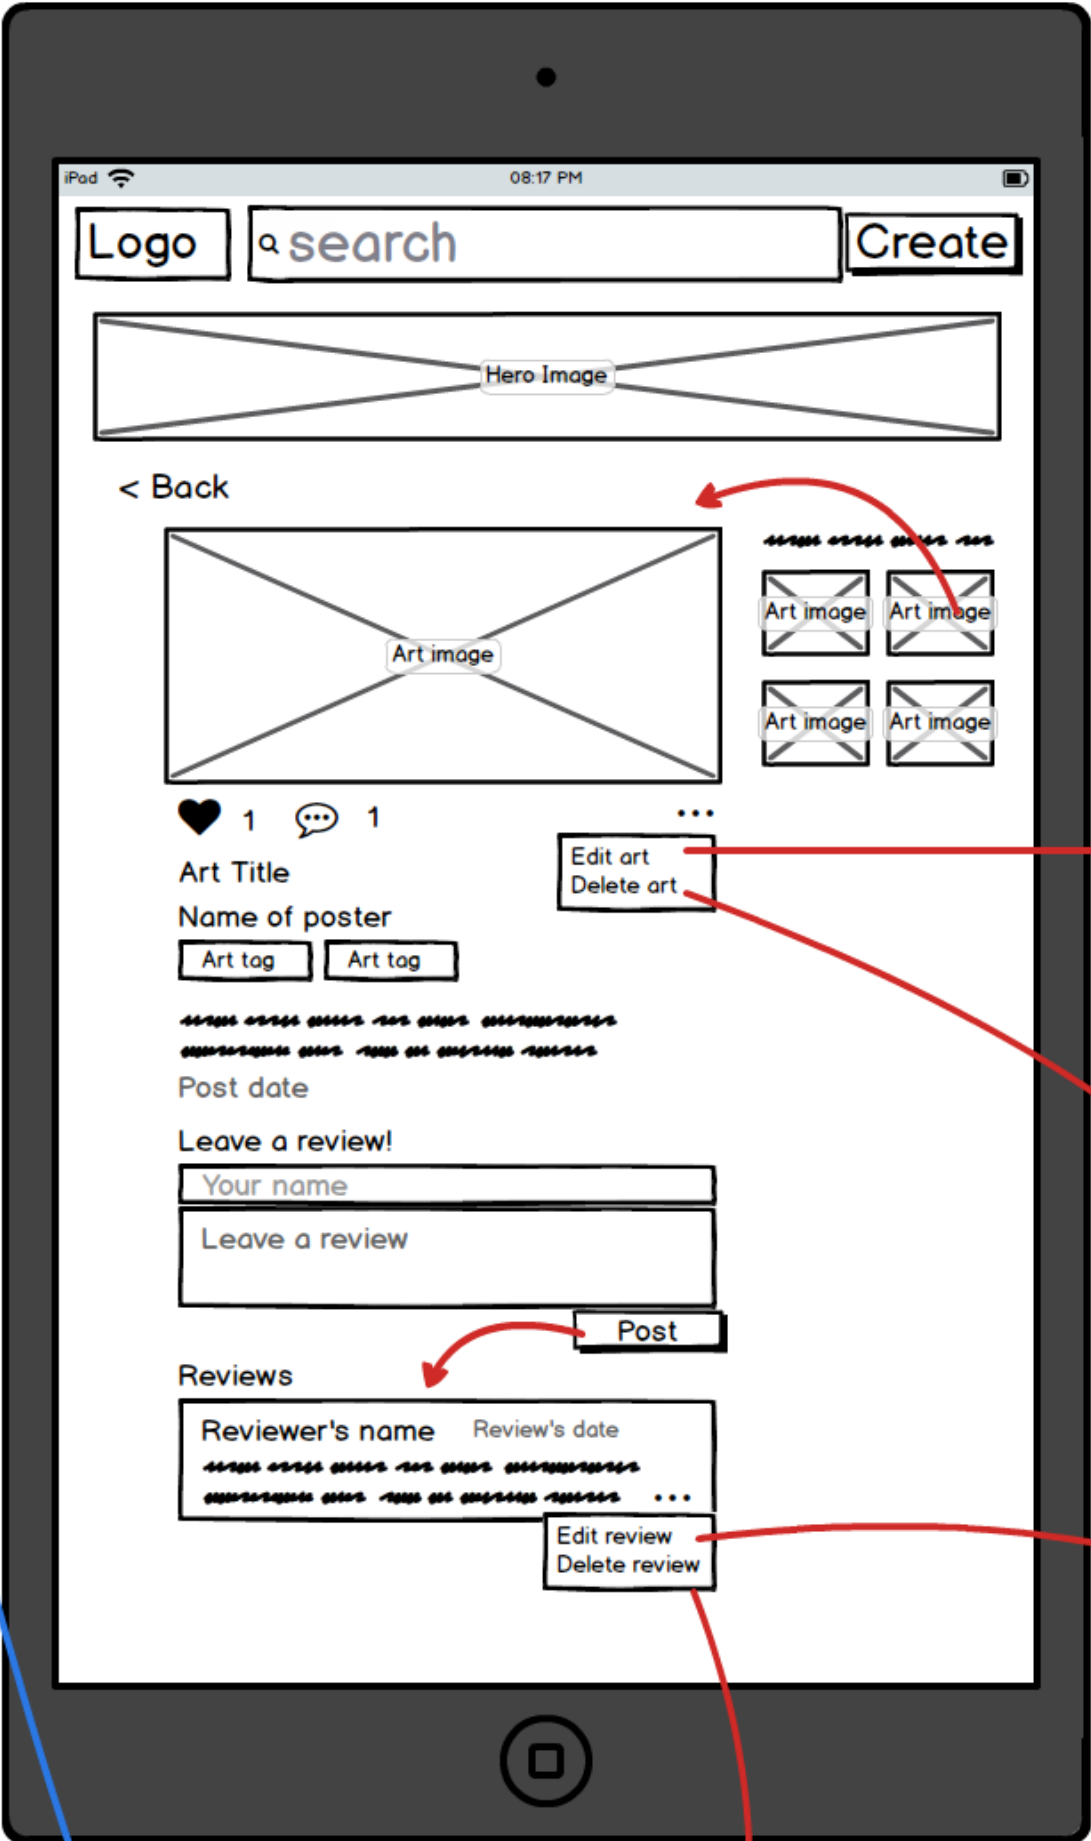 iPad 08:17 PM
Logo search Create
Hero Image
< Back
Art image
Art image Art image
Art image Art image
1 1 ...
Edit art
Delete art
Art Title
Name of poster
Art tag Art tag
Post date
Leave a review!
Your name
Leave a review
Post
Reviews
Reviewer's name Review's date
...
Edit review
Delete review